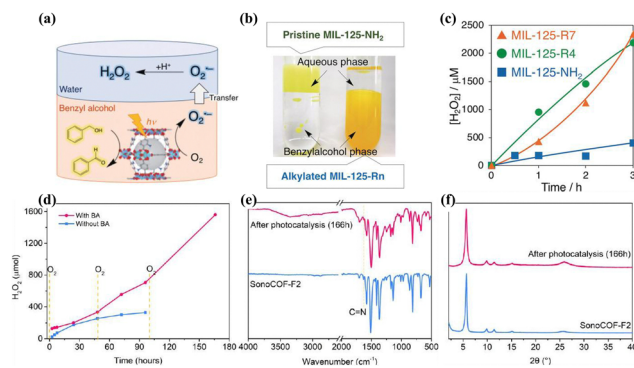 (a)
H2O2
+H+
O2•−
Water
Transfer
Benzyl alcohol
hν
O2•−
OH
O2
O
H
(b)
Pristine MIL-125-NH2
Aqueous phase
Benzylalcohol phase
Alkylated MIL-125-Rn
(c)
[H2O2] / μM
2500
2000
1500
1000
500
0
MIL-125-R7
MIL-125-R4
MIL-125-NH2
0 1 2 3
Time / h
(d)
H2O2 (μmol)
1600
1200
800
400
0
With BA
Without BA
O2 O2 O2
0 20 40 60 80 100 120 140 160 180
Time (hours)
(e)
After photocatalysis (166h)
SonoCOF-F2
C=N
4000 3000 2000 2000 1500 1000 500
Wavenumber (cm-1)
(f)
After photocatalysis (166h)
SonoCOF-F2
5 10 15 20 25 30 35 40
2θ (°)